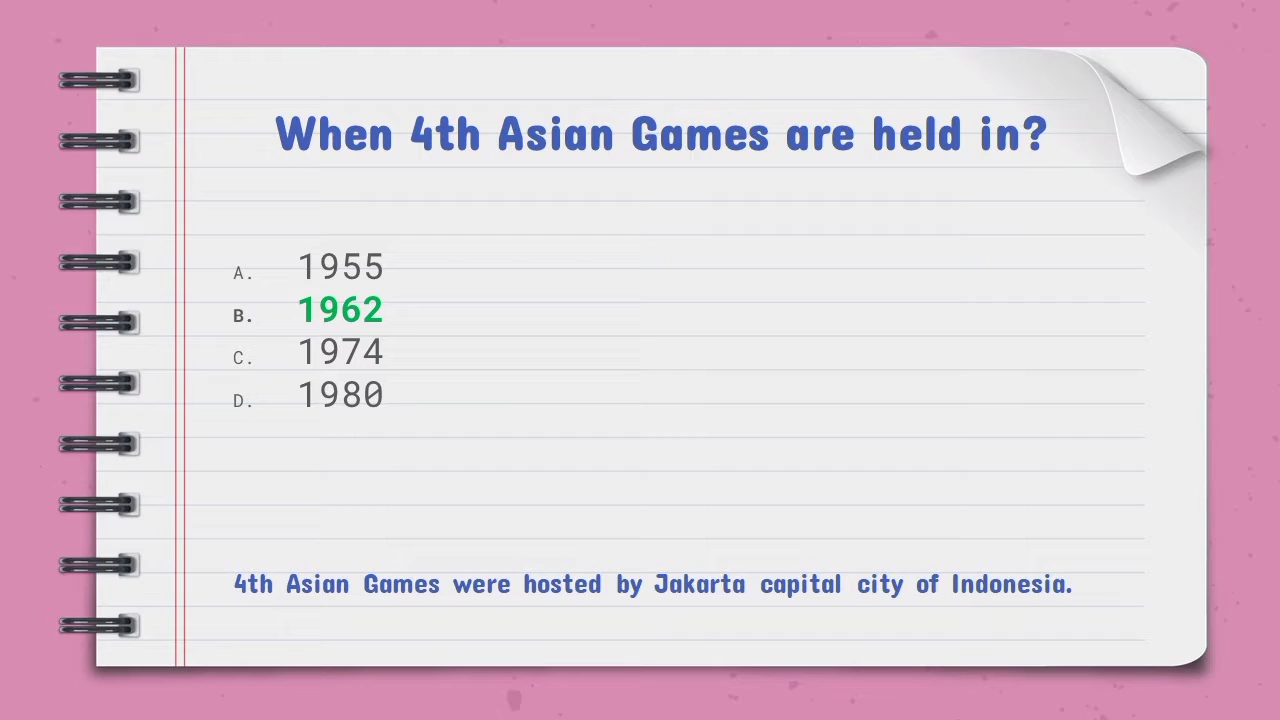 When 4th Asian Games are held in?
A. 1955
B. 1962
C. 1974
D. 1980
4th Asian Games were hosted by Jakarta capital city of Indonesia.